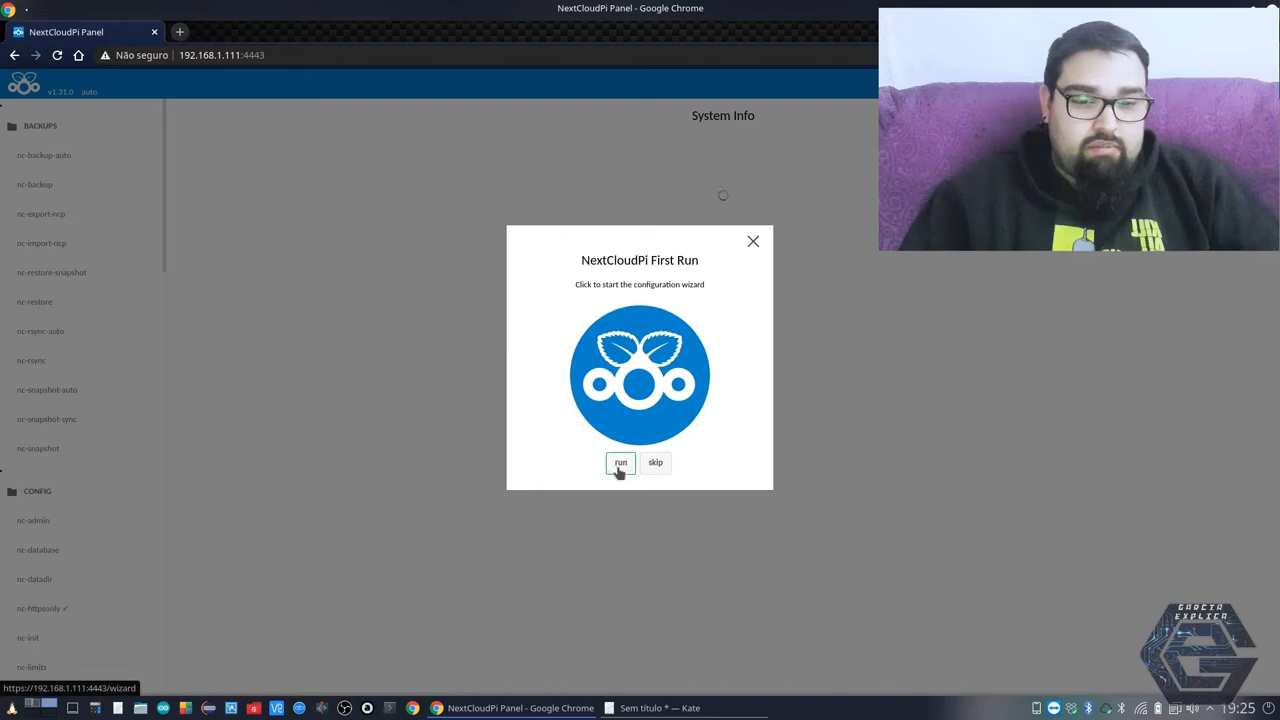 NextCloudPi Panel - Google Chrome
NextCloudPi Panel
Não seguro
192.168.1.111:4443
v1.31.0
auto
System Info
BACKUPS
nc-backup-auto
nc-backup
nc-export-ncp
nc-import-ncp
nc-restore-snapshot
nc-restore
nc-rsync-auto
nc-rsync
nc-snapshot-auto
nc-snapshot-sync
nc-snapshot
CONFIG
nc-admin
nc-database
nc-datadir
nc-httpsonly ✓
nc-init
nc-limits
NextCloudPi First Run
Click to start the configuration wizard
run
skip
https://192.168.1.111:4443/wizard
GARCIA
EXPLICA
NextCloudPi Panel - Google Chrome
Sem título * — Kate
19:25